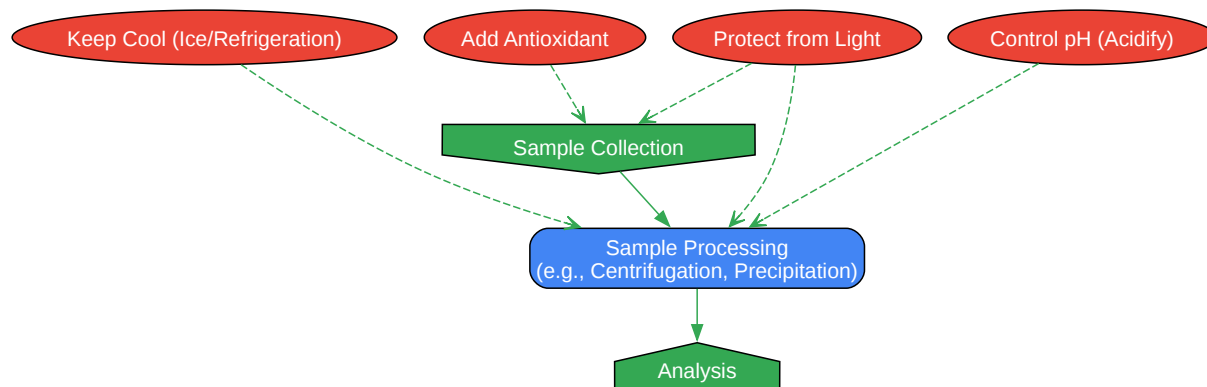 Keep Cool (Ice/Refrigeration)
Add Antioxidant
Protect from Light
Control pH (Acidify)
Sample Collection
Sample Processing
(e.g., Centrifugation, Precipitation)
Analysis